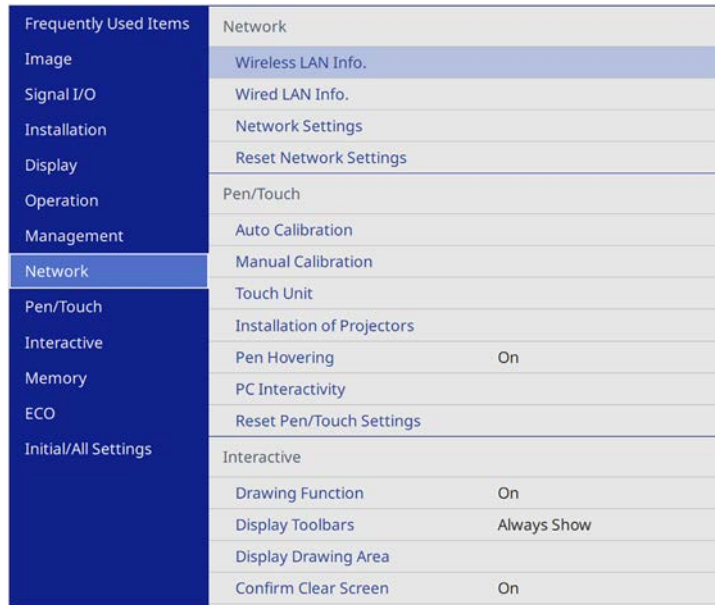 Frequently Used Items
Image
Signal I/O
Installation
Display
Operation
Management
Network
Pen/Touch
Interactive
Memory
ECO
Initial/All Settings
Network
Wireless LAN Info.
Wired LAN Info.
Network Settings
Reset Network Settings
Pen/Touch
Auto Calibration
Manual Calibration
Touch Unit
Installation of Projectors
Pen Hovering On
PC Interactivity
Reset Pen/Touch Settings
Interactive
Drawing Function On
Display Toolbars Always Show
Display Drawing Area
Confirm Clear Screen On